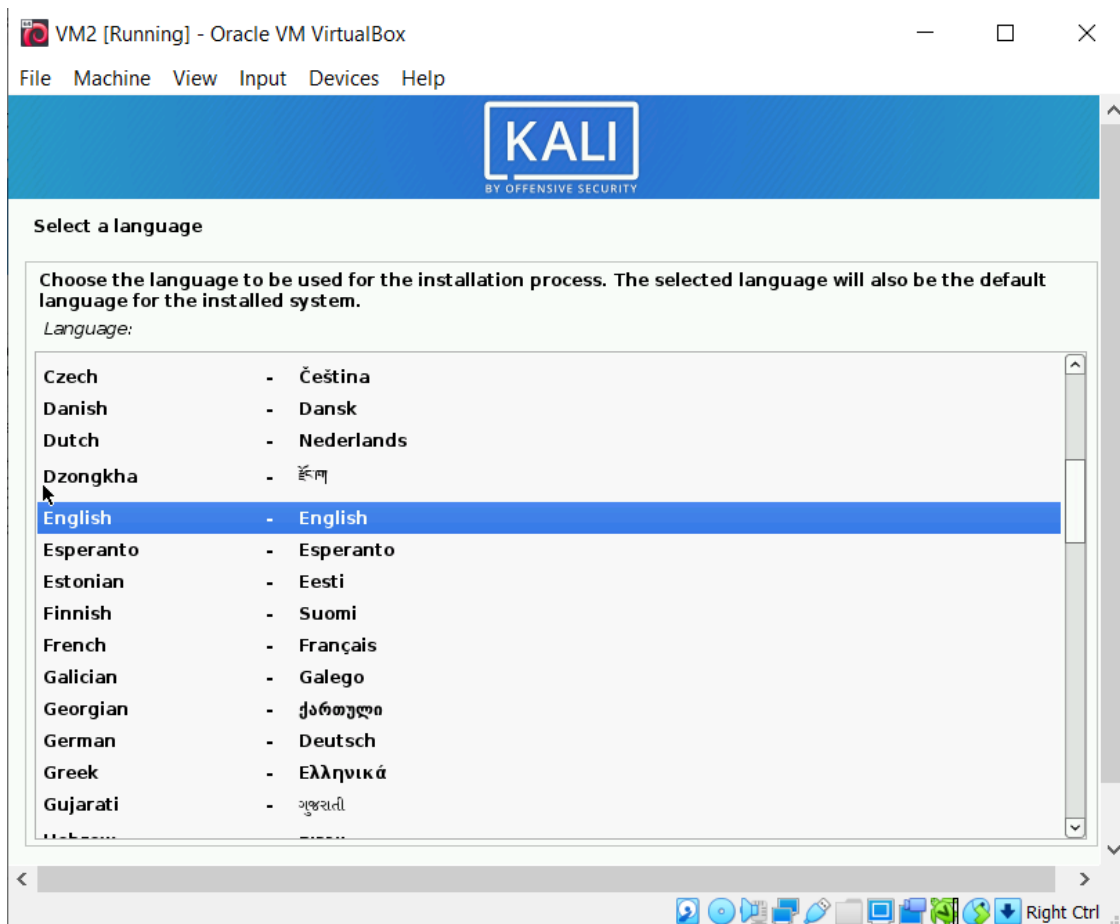 VM2 [Running] - Oracle VM VirtualBox
File Machine View Input Devices Help
KALI
BY OFFENSIVE SECURITY
Select a language
Choose the language to be used for the installation process. The selected language will also be the default
language for the installed system.
Language:
Czech - Čeština
Danish - Dansk
Dutch - Nederlands
Dzongkha - རྫོང་ཁ།
English - English
Esperanto - Esperanto
Estonian - Eesti
Finnish - Suomi
French - Français
Galician - Galego
Georgian - ქართული
German - Deutsch
Greek - Ελληνικά
Gujarati - ગુજરાતી
Right Ctrl